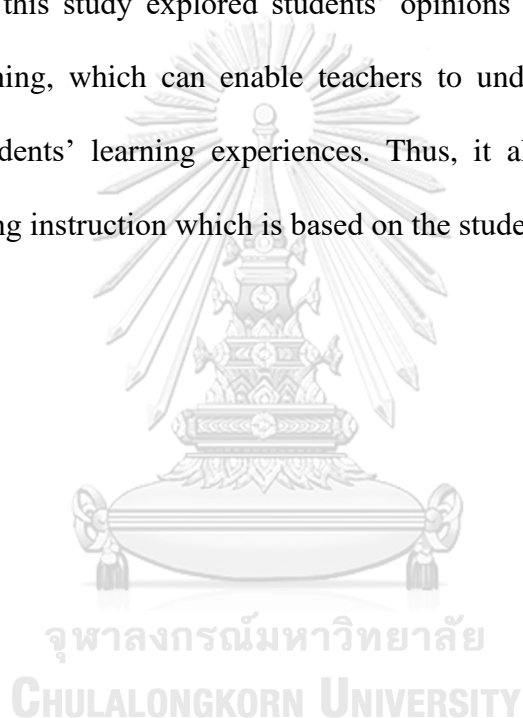 this study explored students' opinions
ning, which can enable teachers to und
dents' learning experiences. Thus, it al
ng instruction which is based on the stude
จุฬาลงกรณ์มหาวิทยาลัย
CHULALONGKORN UNIVERSITY